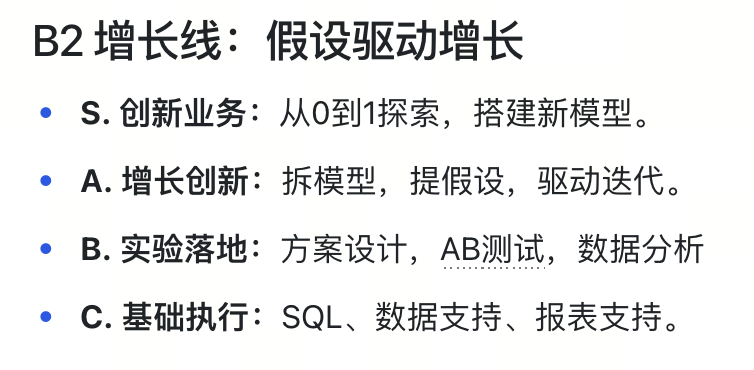 B2 增长线：假设驱动增长
• S. 创新业务：从0到1探索，搭建新模型。
• A. 增长创新：拆模型，提假设，驱动迭代。
• B. 实验落地：方案设计，AB测试，数据分析
• C. 基础执行：SQL、数据支持、报表支持。